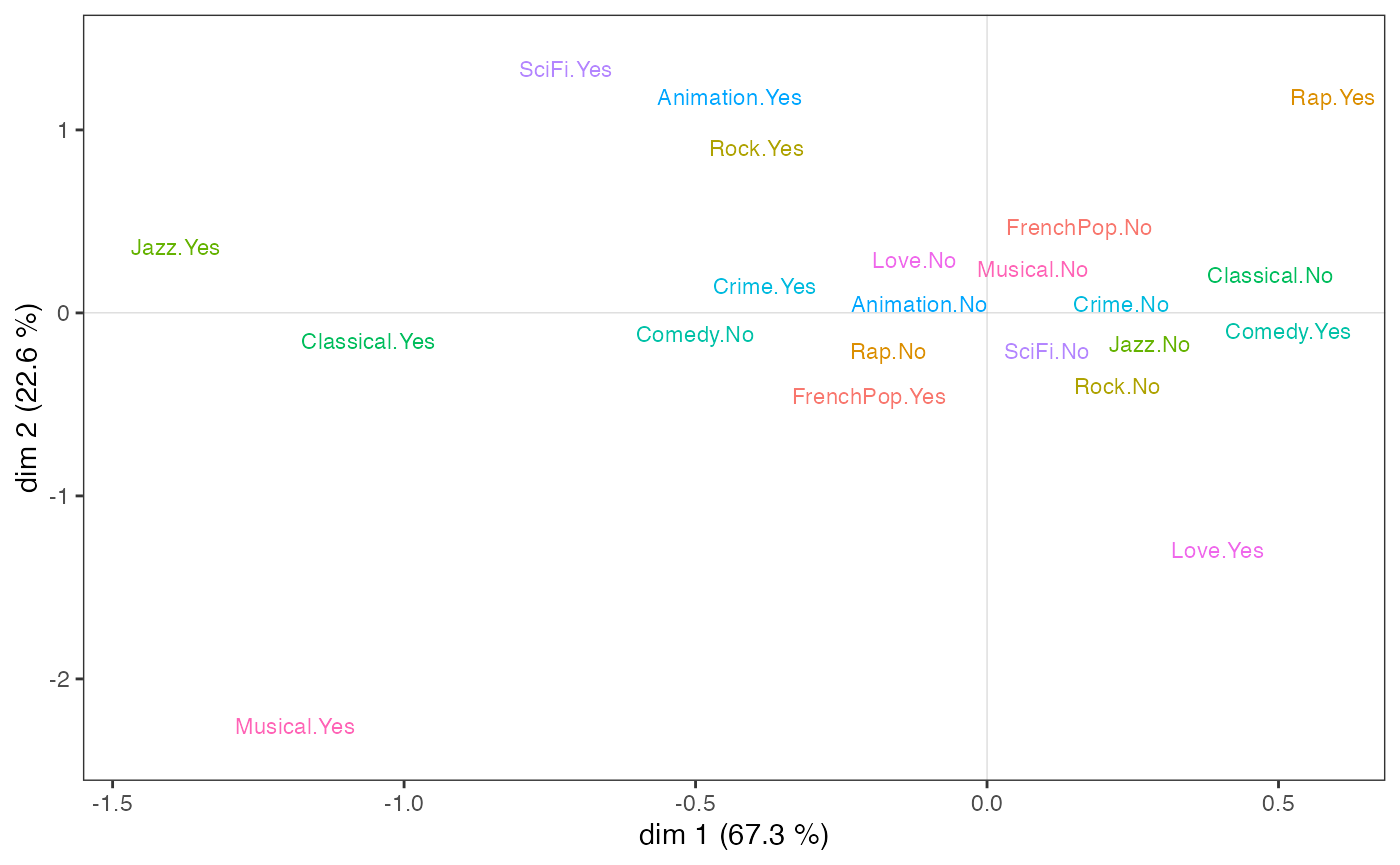 SciFi.Yes
Animation.Yes
Rap.Yes
1
Rock.Yes
FrenchPop.No
Jazz.Yes
Love.No
Musical.No
Classical.No
Crime.Yes
Animation.No
Crime.No
0
Comedy.No
Comedy.Yes
Classical.Yes
Rap.No
SciFi.No
Jazz.No
Rock.No
FrenchPop.Yes
dim 2 (22.6 %)
-1
Love.Yes
-2
Musical.Yes
-1.5 -1.0 -0.5 0.0 0.5
dim 1 (67.3 %)